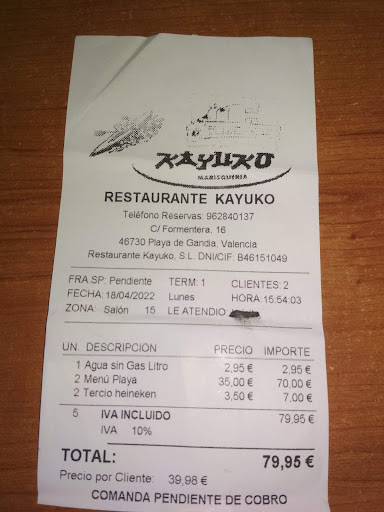 KAYUKO
MARISQUERIA
RESTAURANTE KAYUKO
Teléfono Reservas: 962840137
C/ Formentera, 16
46730 Playa de Gandia, Valencia
Restaurante Kayuko, S.L. DNI/CIF: B46151049
FRA.SP: Pendiente TERM: 1 CLIENTES: 2
FECHA: 18/04/2022 Lunes HORA: 15:54:03
ZONA: Salón 15 LE ATENDIO
UN. DESCRIPCION PRECIO IMPORTE
1 Agua sin Gas Litro 2,95 € 2,95 €
2 Menú Playa 35,00 € 70,00 €
2 Tercio heineken 3,50 € 7,00 €
5 IVA INCLUIDO 79,95 €
IVA 10%
TOTAL: 79,95 €
Precio por Cliente: 39,98 €
COMANDA PENDIENTE DE COBRO